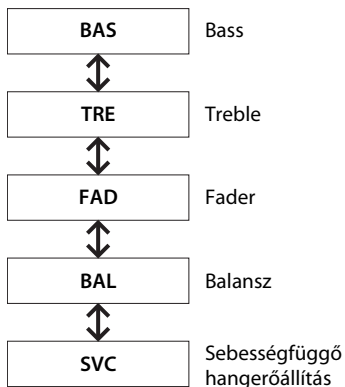 BAS Bass
TRE Treble
FAD Fader
BAL Balansz
SVC Sebességfüggő
hangerőállítás